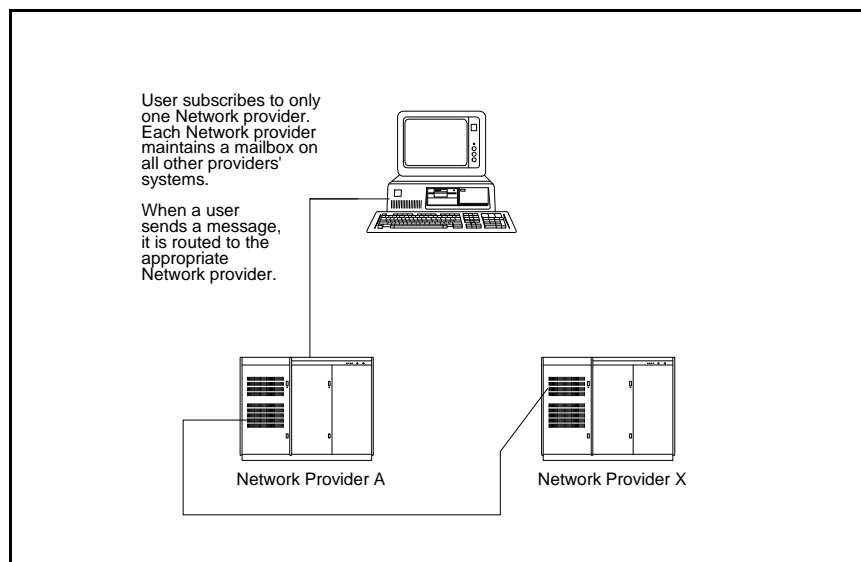 User subscribes to only
one Network provider.
Each Network provider
maintains a mailbox on
all other providers'
systems.
When a user
sends a message,
it is routed to the
appropriate
Network provider.
Network Provider A
Network Provider X